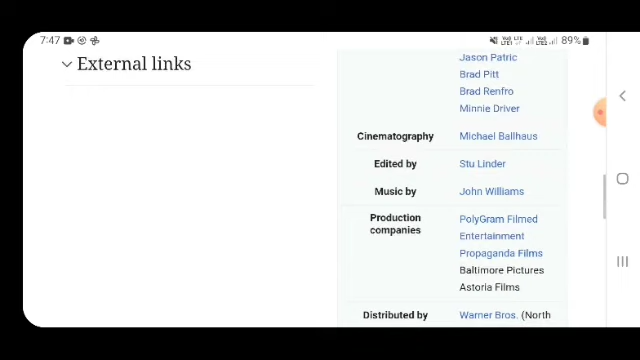 7:47
89%
External links
Jason Patric
Brad Pitt
Brad Renfro
Minnie Driver
Cinematography Michael Ballhaus
Edited by Stu Linder
Music by John Williams
Production companies PolyGram Filmed
Entertainment
Propaganda Films
Baltimore Pictures
Astoria Films
Distributed by Warner Bros. (North